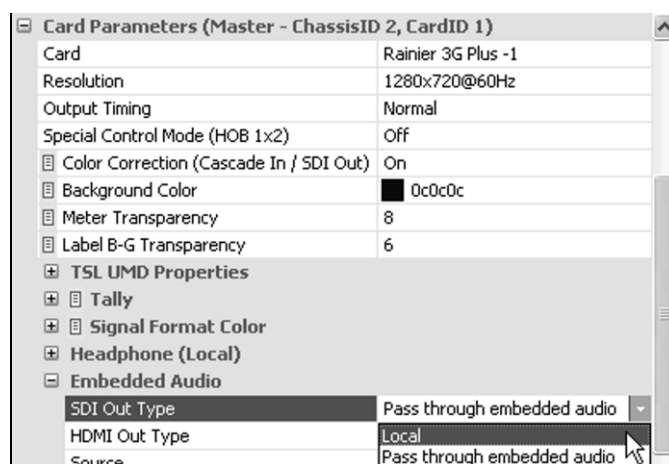 Card Parameters (Master - ChassisID 2, CardID 1)
Card Rainier 3G Plus -1
Resolution 1280x720@60Hz
Output Timing Normal
Special Control Mode (HOB 1x2) Off
Color Correction (Cascade In / SDI Out) On
Background Color 0c0c0c
Meter Transparency 8
Label B-G Transparency 6
TSL UMD Properties
Tally
Signal Format Color
Headphone (Local)
Embedded Audio
SDI Out Type Pass through embedded audio
HDMI Out Type Local
Source Pass through embedded audio